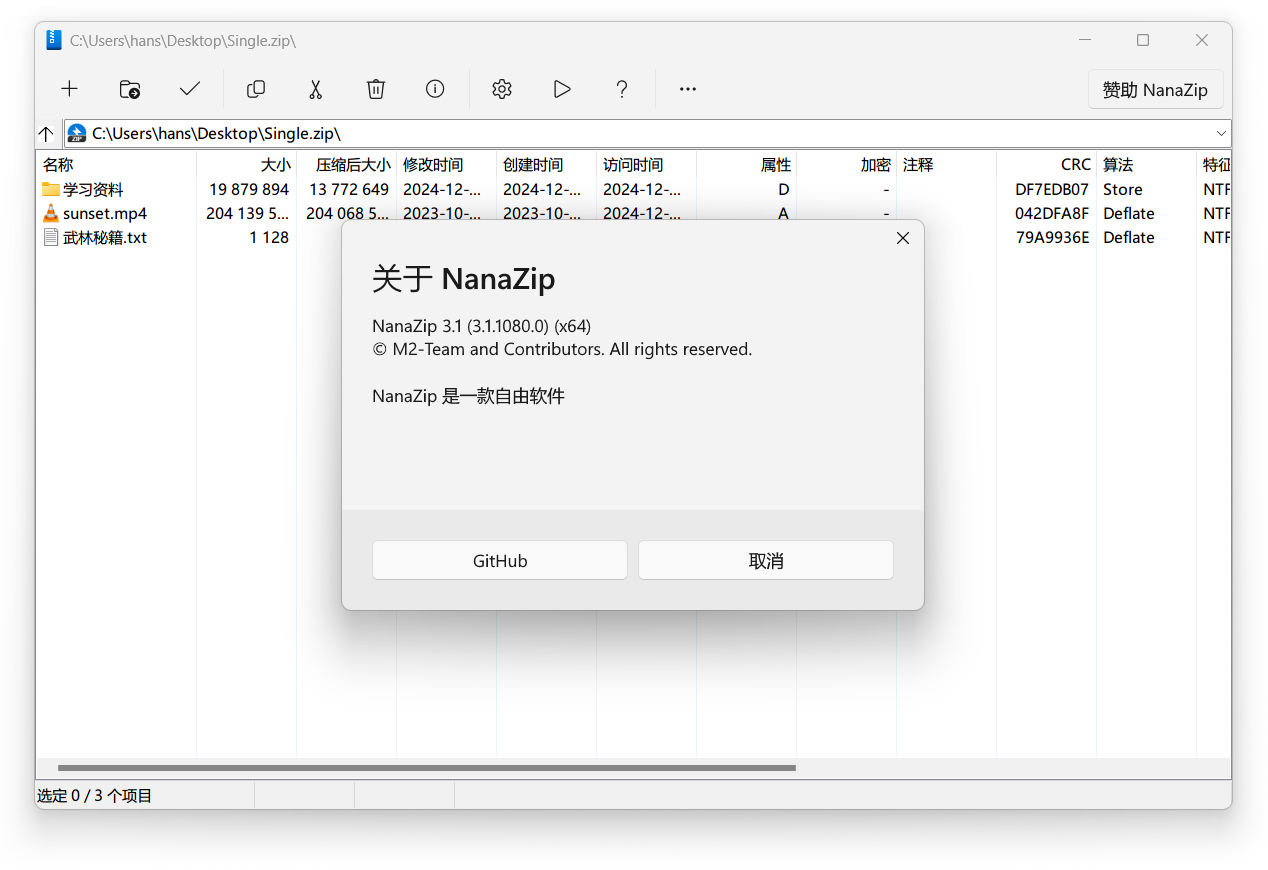 C:\Users\hans\Desktop\Single.zip\
赞助 NanaZip
C:\Users\hans\Desktop\Single.zip\
名称 大小 压缩后大小 修改时间 创建时间 访问时间 属性 加密 注释 CRC 算法 特征
学习资料 19 879 894 13 772 649 2024-12-... 2024-12-... 2024-12-... D - DF7EDB07 Store NTF
sunset.mp4 204 139 5... 204 068 5... 2023-10-... 2023-10-... 2024-12-... A - 042DFA8F Deflate NTF
武林秘籍.txt 1 128 79A9936E Deflate NTF
关于 NanaZip
NanaZip 3.1 (3.1.1080.0) (x64)
© M2-Team and Contributors. All rights reserved.
NanaZip 是一款自由软件
GitHub 取消
选定 0 / 3 个项目